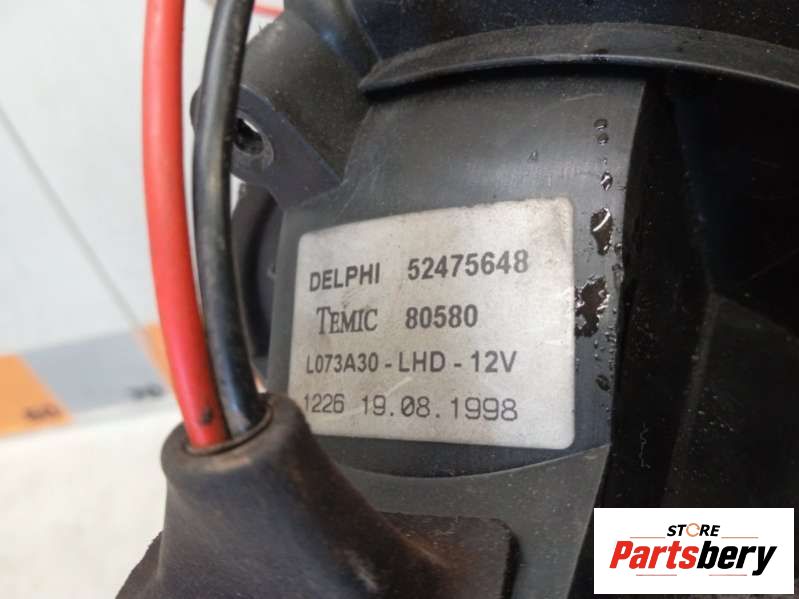 DELPHI 52475648
TEMIC 80580
L073A30 - LHD - 12V
1226 19.08.1998
STORE
Partsbery